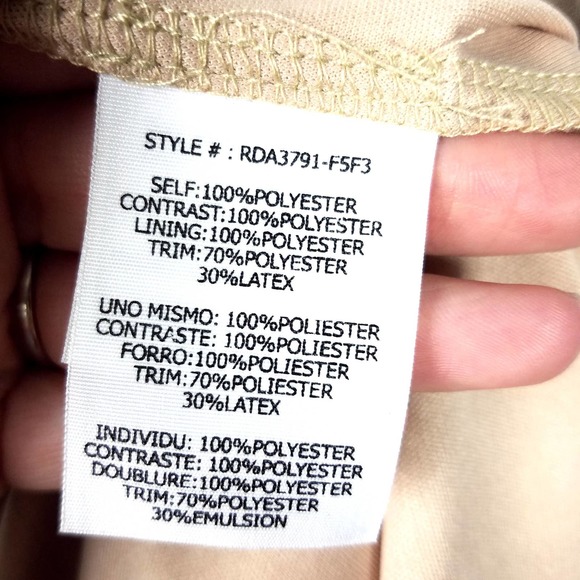 STYLE # : RDA3791-F5F3
SELF:100%POLYESTER
CONTRAST:100%POLYESTER
LINING:100%POLYESTER
TRIM:70%POLYESTER
30%LATEX
UNO MISMO: 100%POLIESTER
CONTRASTE: 100%POLIESTER
FORRO:100%POLIESTER
TRIM:70%POLIESTER
30%LATEX
INDIVIDU: 100%POLYESTER
CONTRASTE: 100%POLYESTER
DOUBLURE: 100%POLYESTER
TRIM:70%POLYESTER
30%EMULSION